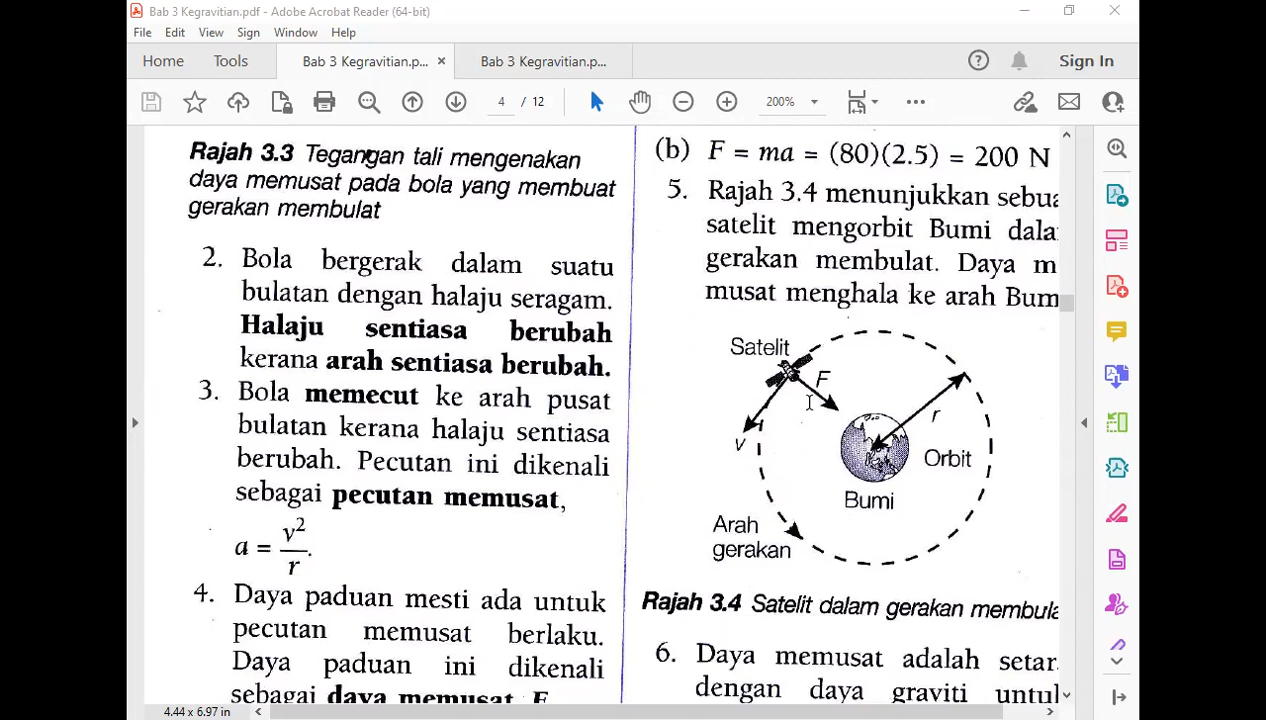 Bab 3 Kegravitian.pdf - Adobe Acrobat Reader (64-bit)
File Edit View Sign Window Help
Home Tools Bab 3 Kegravitian.p... × Bab 3 Kegravitian.p... Sign In
4 / 12 200%
Rajah 3.3 Tegangan tali mengenakan
daya memusat pada bola yang membuat
gerakan membulat
2. Bola bergerak dalam suatu
bulatan dengan halaju seragam.
Halaju sentiasa berubah
kerana arah sentiasa berubah.
3. Bola memecut ke arah pusat
bulatan kerana halaju sentiasa
berubah. Pecutan ini dikenali
sebagai pecutan memusat,
a = v²/r.
4. Daya paduan mesti ada untuk
pecutan memusat berlaku.
Daya paduan ini dikenali
sebagai daya memusat, F
(b) F = ma = (80)(2.5) = 200 N
5. Rajah 3.4 menunjukkan sebua
satelit mengorbit Bumi dala
gerakan membulat. Daya m
musat menghala ke arah Bum
Satelit
F
v
r
Orbit
Bumi
Arah
gerakan
Rajah 3.4 Satelit dalam gerakan membula
6. Daya memusat adalah setar
dengan daya graviti untu
4.44 x 6.97 in